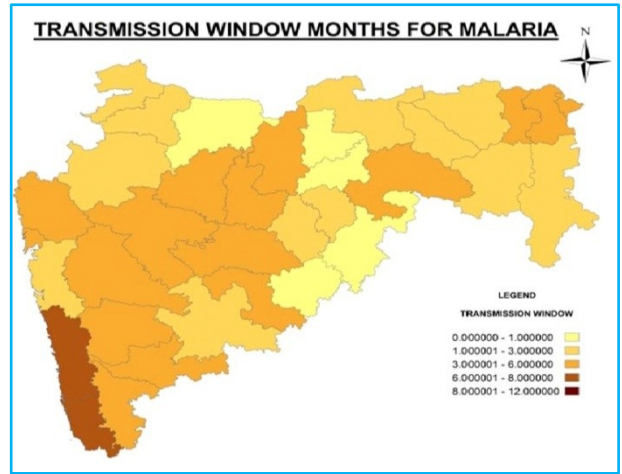 TRANSMISSION WINDOW MONTHS FOR MALARIA
N
LEGEND
TRANSMISSION WINDOW
0.000000 - 1.000000
1.000001 - 3.000000
3.000001 - 6.000000
6.000001 - 8.000000
8.000001 - 12.000000